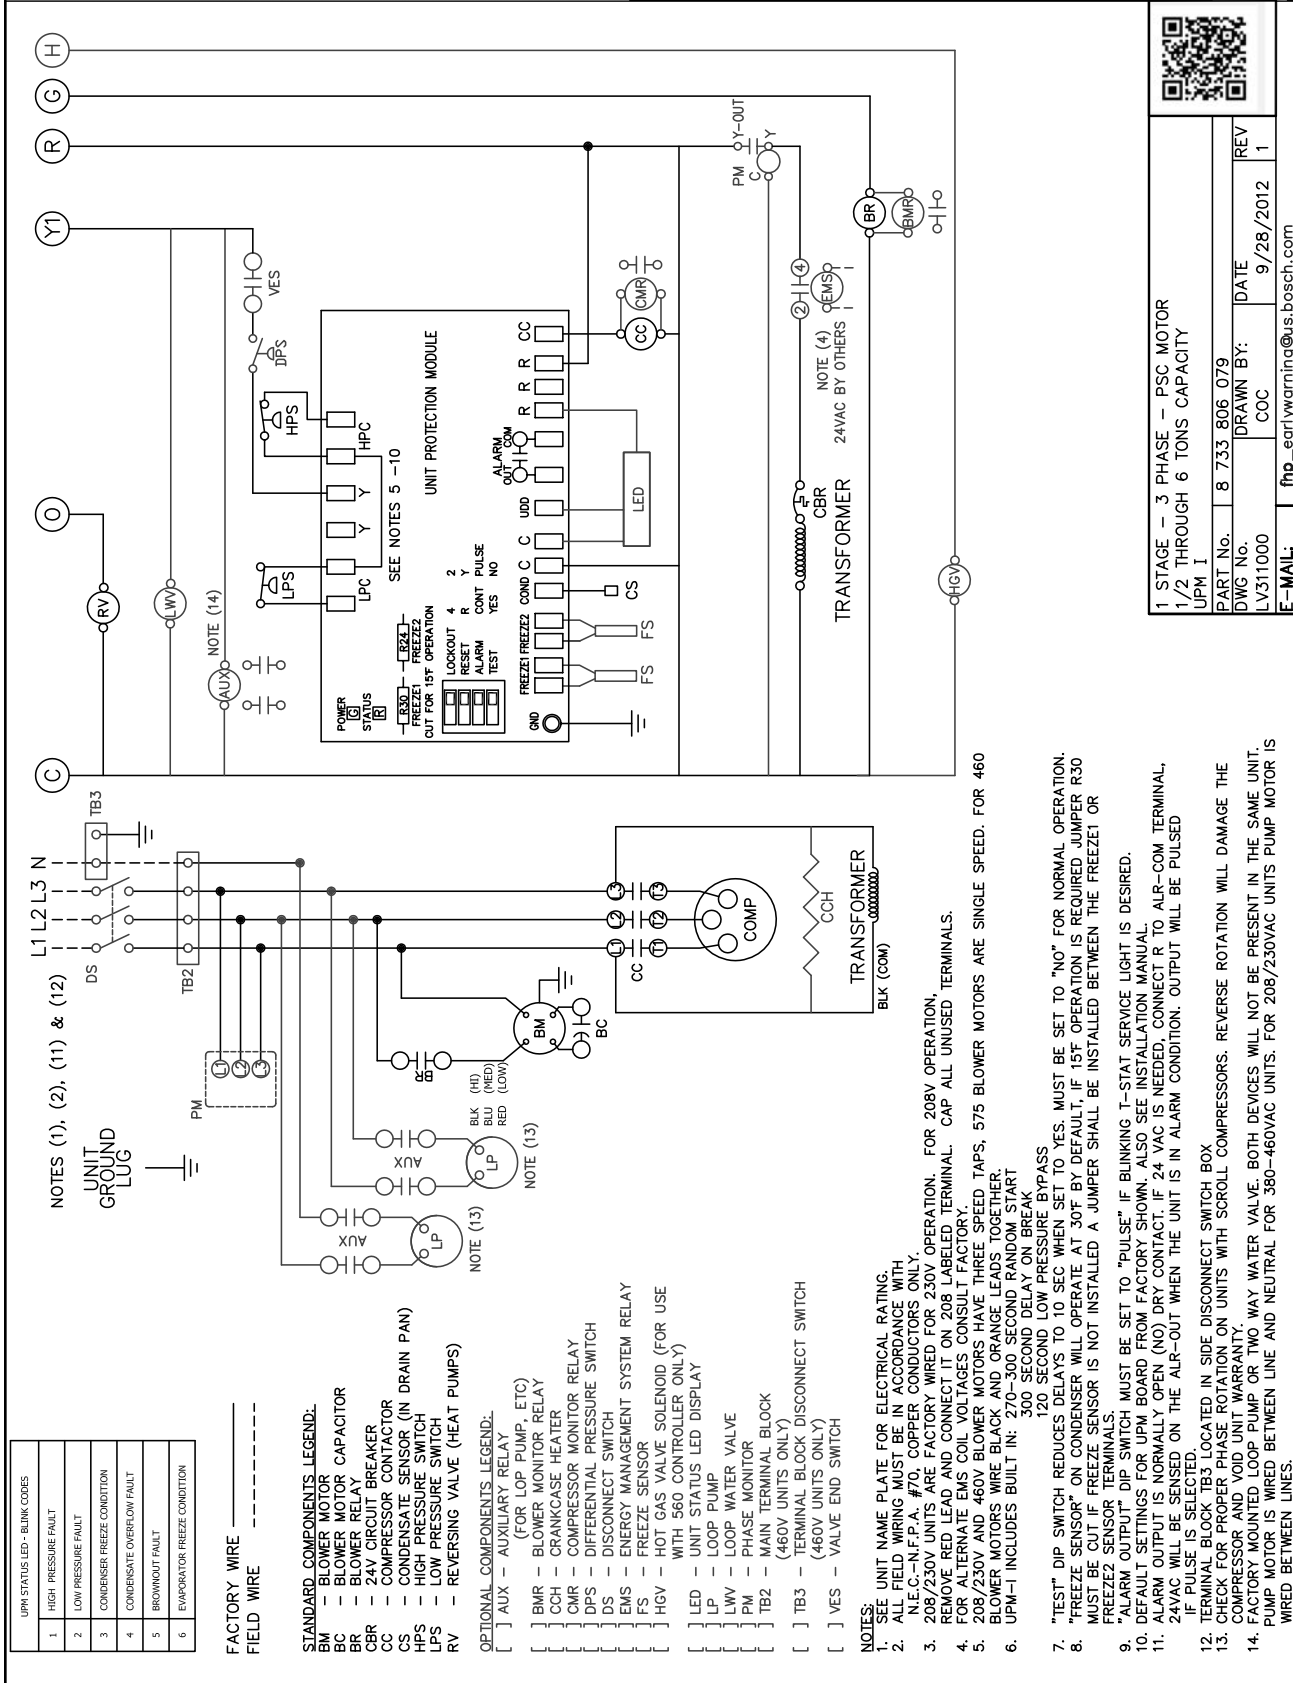 UPM STATUS LED - BLINK CODES
1 HIGH PRESSURE FAULT
2 LOW PRESSURE FAULT
3 CONDENSER FREEZE CONDITION
4 CONDENSATE OVERFLOW FAULT
5 BROWNOUT FAULT
6 EVAPORATOR FREEZE CONDITION
FACTORY WIRE
FIELD WIRE
STANDARD COMPONENTS LEGEND:
BM – BLOWER MOTOR
BC – BLOWER MOTOR CAPACITOR
BR – BLOWER RELAY
CBR – 24V CIRCUIT BREAKER
CC – COMPRESSOR CONTACTOR
CS – CONDENSATE SENSOR (IN DRAIN PAN)
HPS – HIGH PRESSURE SWITCH
LPS – LOW PRESSURE SWITCH
RV – REVERSING VALVE (HEAT PUMPS)
OPTIONAL COMPONENTS LEGEND:
[ ] AUX – AUXILIARY RELAY
(FOR LOOP PUMP, ETC)
[ ] BMR – BLOWER MONITOR RELAY
[ ] CCH – CRANKCASE HEATER
[ ] CMR – COMPRESSOR MONITOR RELAY
[ ] DPS – DIFFERENTIAL PRESSURE SWITCH
[ ] DS – DISCONNECT SWITCH
[ ] EMS – ENERGY MANAGEMENT SYSTEM RELAY
[ ] FS – FREEZE SENSOR
[ ] HGV – HOT GAS VALVE SOLENOID (FOR USE
WITH 560 CONTROLLER ONLY)
[ ] LED – UNIT STATUS LED DISPLAY
[ ] LP – LOOP PUMP
[ ] LWV – LOOP WATER VALVE
[ ] PM – PHASE MONITOR
[ ] TB2 – MAIN TERMINAL BLOCK
(460V UNITS ONLY)
[ ] TB3 – TERMINAL BLOCK DISCONNECT SWITCH
(460V UNITS ONLY)
[ ] VES – VALVE END SWITCH
NOTES:
1. SEE UNIT NAME PLATE FOR ELECTRICAL RATING.
2. ALL FIELD WIRING MUST BE IN ACCORDANCE WITH
N.E.C.–N.F.P.A. #70, COPPER CONDUCTORS ONLY.
3. 208/230V UNITS ARE FACTORY WIRED FOR 230V OPERATION. FOR 208V OPERATION,
REMOVE RED LEAD AND CONNECT IT ON 208 LABELED TERMINAL. CAP ALL UNUSED TERMINALS.
4. FOR ALTERNATE EMS COIL VOLTAGES CONSULT FACTORY.
5. 208/230V AND 460V BLOWER MOTORS HAVE THREE SPEED TAPS, 575 BLOWER MOTORS ARE SINGLE SPEED. FOR 460
BLOWER MOTORS WIRE BLACK AND ORANGE LEADS TOGETHER.
6. UPM–I INCLUDES BUILT IN: 270–300 SECOND RANDOM START
300 SECOND DELAY ON BREAK
120 SECOND LOW PRESSURE BYPASS
7. "TEST" DIP SWITCH REDUCES DELAYS TO 10 SEC WHEN SET TO YES. MUST BE SET TO "NO" FOR NORMAL OPERATION.
8. "FREEZE SENSOR" ON CONDENSER WILL OPERATE AT 30°F BY DEFAULT, IF 15°F OPERATION IS REQUIRED JUMPER R30
MUST BE CUT IF FREEZE SENSOR IS NOT INSTALLED A JUMPER SHALL BE INSTALLED BETWEEN THE FREEZE1 OR
FREEZE2 SENSOR TERMINALS.
9. "ALARM OUTPUT" DIP SWITCH MUST BE SET TO "PULSE" IF BLINKING T–STAT SERVICE LIGHT IS DESIRED.
10. DEFAULT SETTINGS FOR UPM BOARD FROM FACTORY SHOWN. ALSO SEE INSTALLATION MANUAL.
11. ALARM OUTPUT IS NORMALLY OPEN (NO) DRY CONTACT. IF 24 VAC IS NEEDED, CONNECT R TO ALR–COM TERMINAL,
24VAC WILL BE SENSED ON THE ALR–OUT WHEN THE UNIT IS IN ALARM CONDITION. OUTPUT WILL BE PULSED
IF PULSE IS SELECTED.
12. TERMINAL BLOCK TB3 LOCATED IN SIDE DISCONNECT SWITCH BOX
13. CHECK FOR PROPER PHASE ROTATION ON UNITS WITH SCROLL COMPRESSORS. REVERSE ROTATION WILL DAMAGE THE
COMPRESSOR AND VOID UNIT WARRANTY.
14. FACTORY MOUNTED LOOP PUMP OR TWO WAY WATER VALVE. BOTH DEVICES WILL NOT BE PRESENT IN THE SAME UNIT.
PUMP MOTOR IS WIRED BETWEEN LINE AND NEUTRAL FOR 380–460VAC UNITS. FOR 208/230VAC UNITS PUMP MOTOR IS
WIRED BETWEEN LINES.
NOTES (1), (2), (11) & (12)
UNIT
GROUND
LUG
L1 L2 L3 N
DS
TB3
TB2
PM
L1
L2
L3
AUX
LP
NOTE (13)
AUX
LP
NOTE (13)
BLK (HI)
BLU (MED)
RED (LOW)
BR
BM
BC
L1
L2
L3
CC
T1
T2
T3
COMP
CCH
TRANSFORMER
BLK (COM)
C
O
Y1
R
G
H
RV
LWV
NOTE (14)
AUX
VES
DPS
HPS
LPS
LPC
Y
Y
HPC
SEE NOTES 5 –10
UNIT PROTECTION MODULE
POWER
G
STATUS
R
R30
FREEZE1
R24
FREEZE2
CUT FOR 15°F OPERATION
LOCKOUT 4 2
RESET R Y
ALARM CONT PULSE
TEST YES NO
GND
FREEZE1
FREEZE2
COND
C
C
UDD
ALARM
OUT COM
R
R
R
CC
FS
FS
CS
LED
CC
CMR
PM
Y–OUT
C
Y
2
4
EMS
NOTE (4)
24VAC BY OTHERS
CBR
TRANSFORMER
BR
BMR
HGV
1 STAGE – 3 PHASE – PSC MOTOR
1/2 THROUGH 6 TONS CAPACITY
UPM I
PART No. 8 733 806 079
DWG No. DRAWN BY: DATE REV
LV311000 COC 9/28/2012 1
E–MAIL: fhp_earlywarning@us.bosch.com